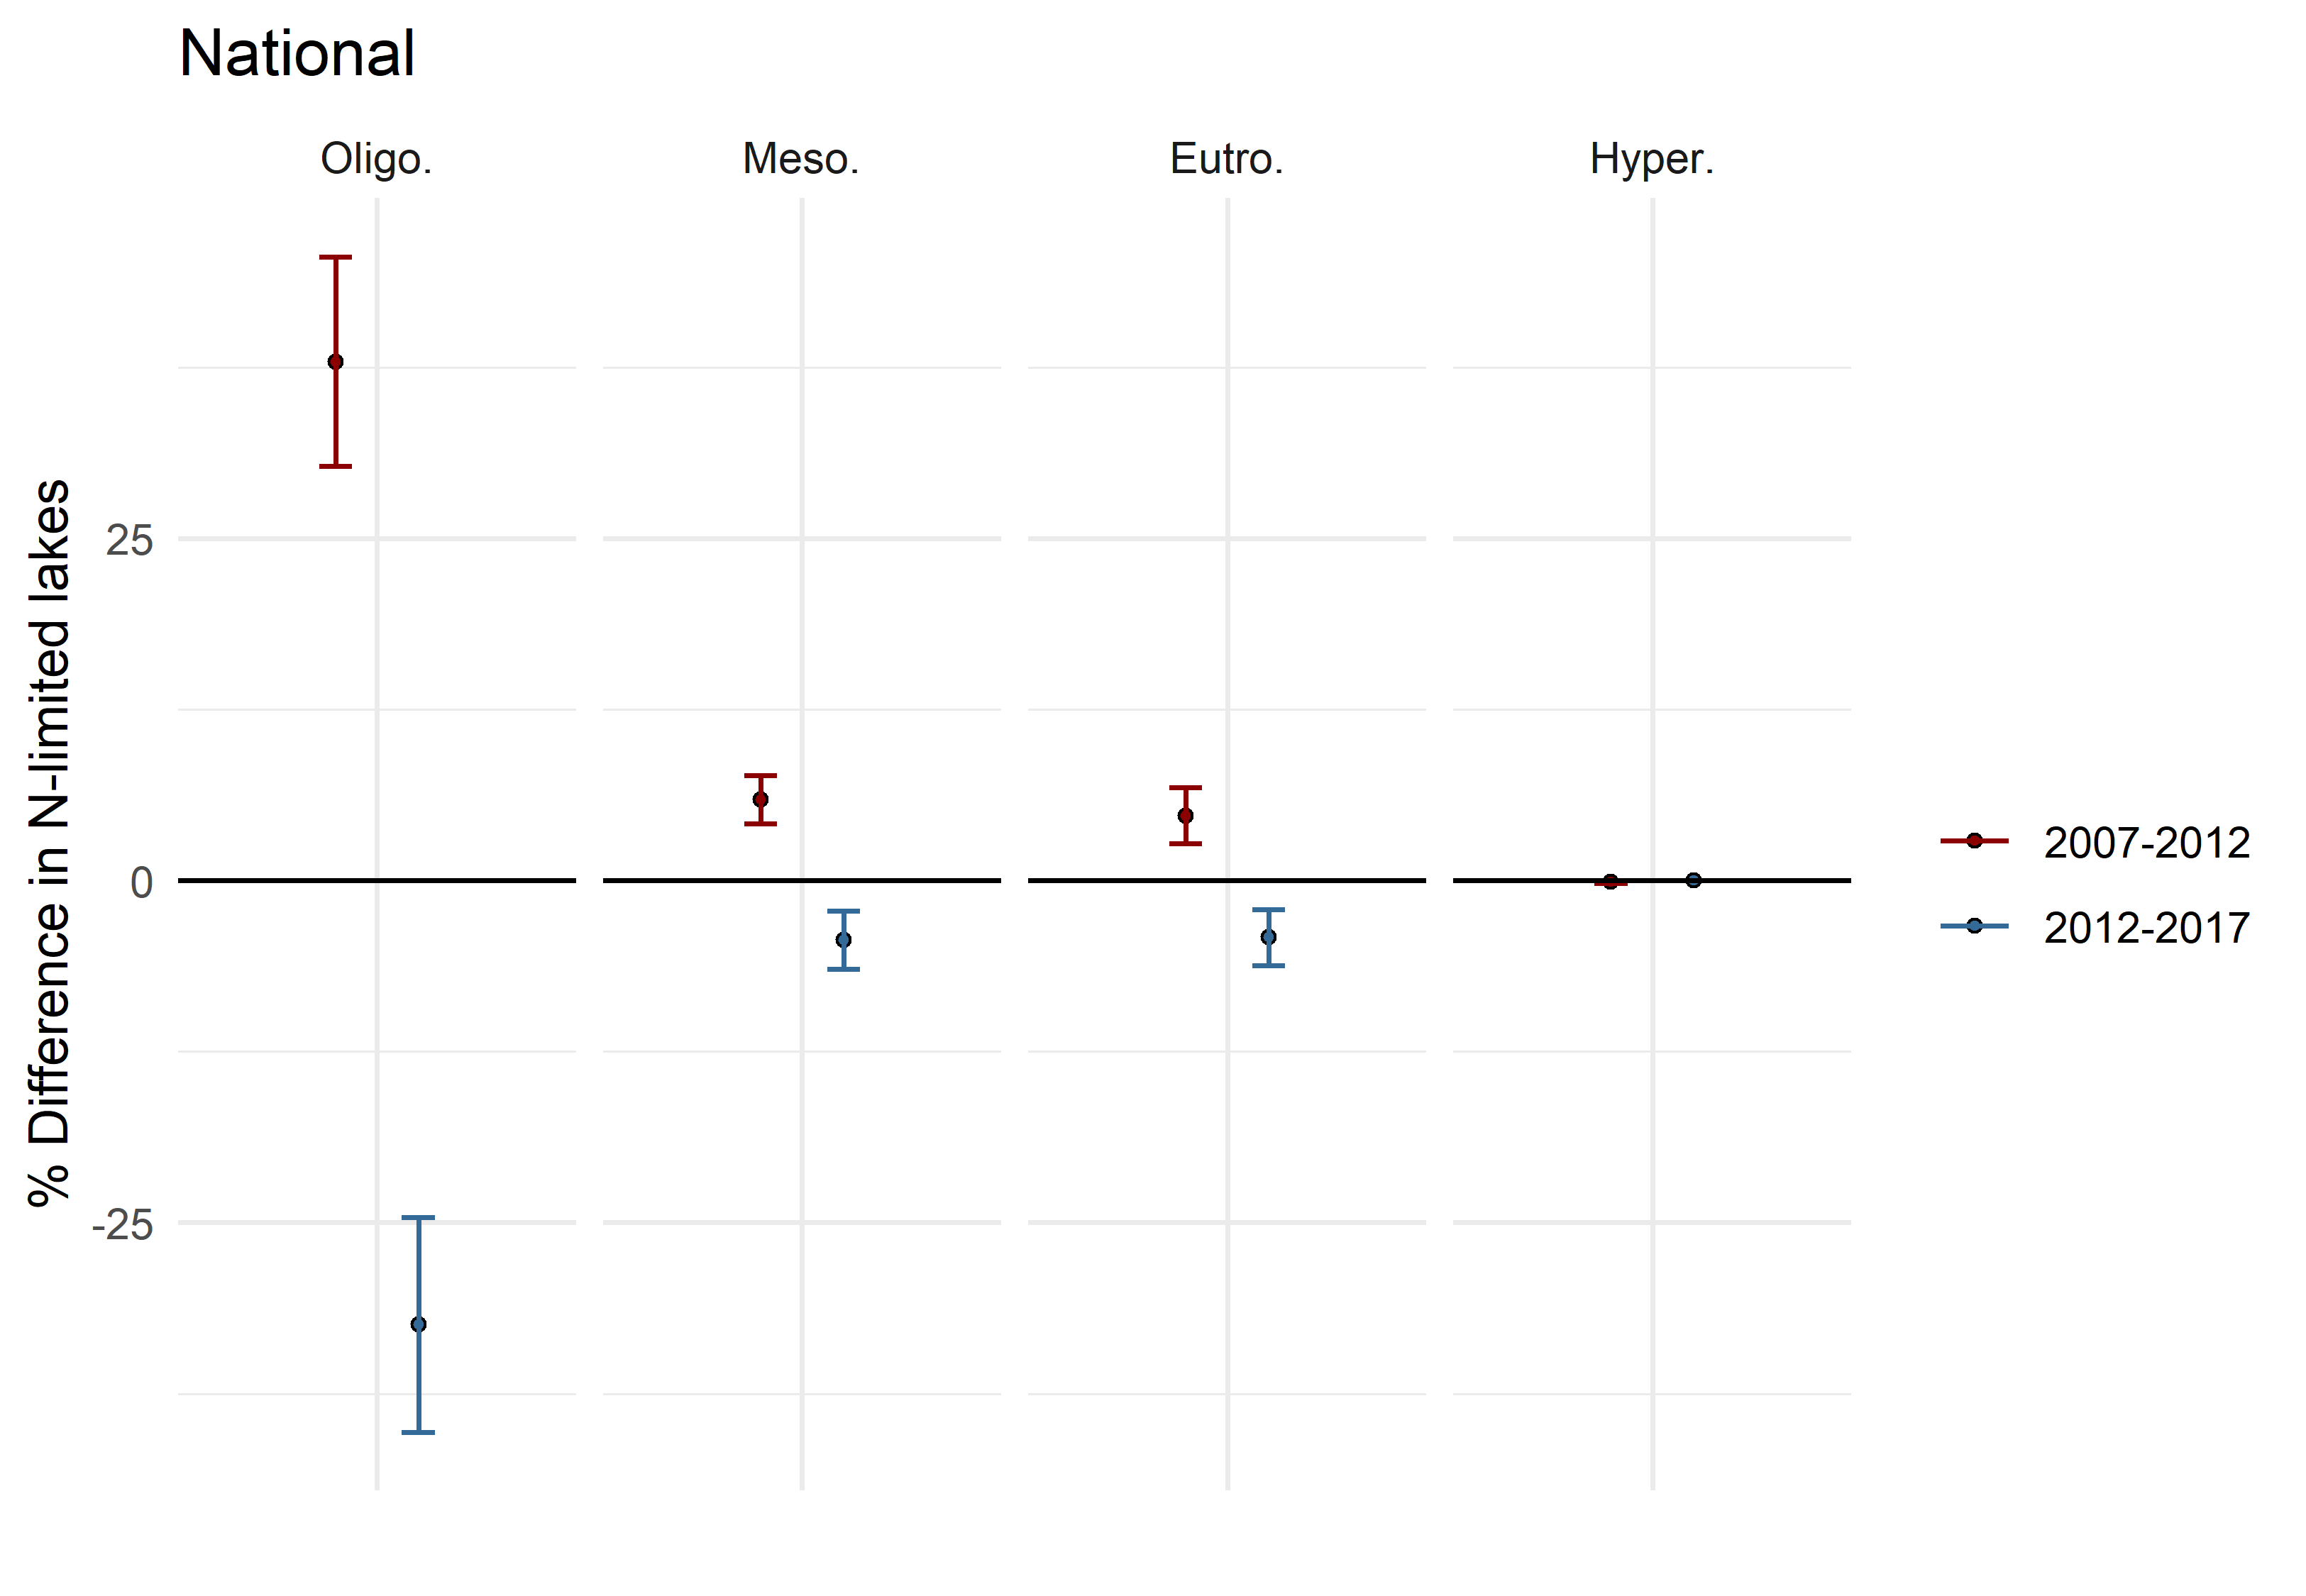 National
Oligo. Meso. Eutro. Hyper.
% Difference in N-limited lakes
25
0
-25
2007-2012
2012-2017